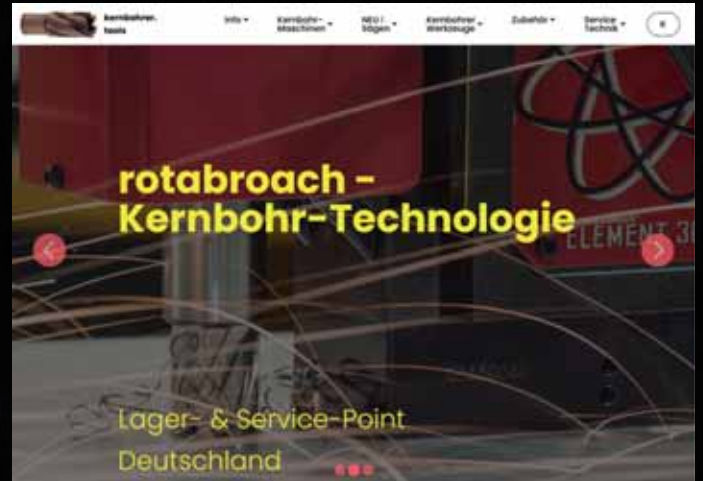 kernbohrer.
tools
Info
Kernbohr-
Maschinen
NEU !
Sägen
Kernbohrer
Werkzeuge
Zubehör
Service
Technik
rotabroach -
Kernbohr-Technologie
ELEMENT 30
Lager- & Service-Point
Deutschland